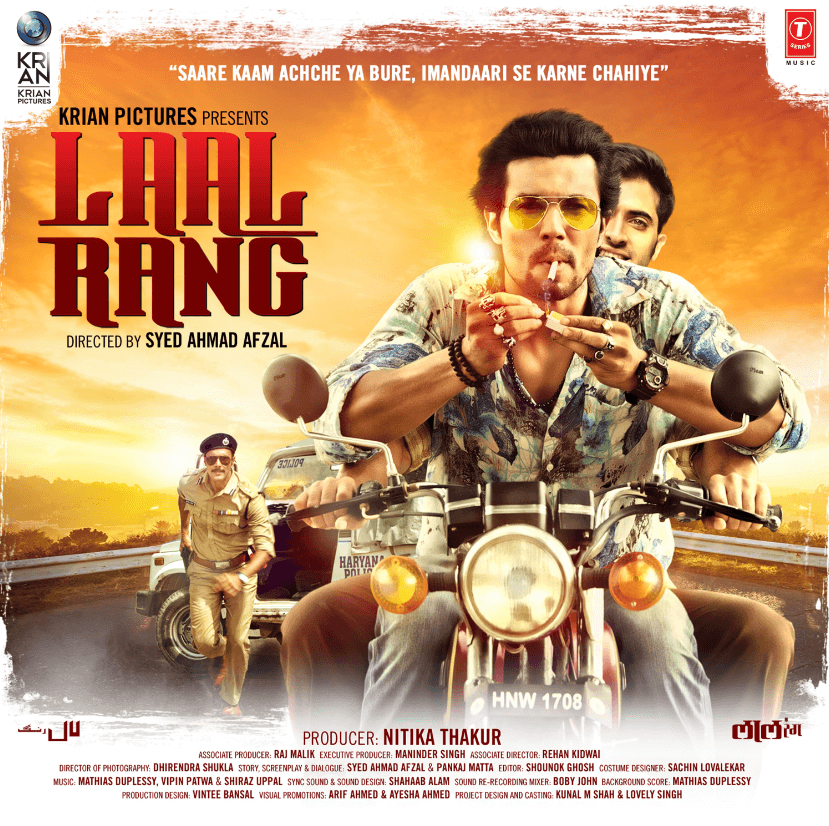 KR
AN
KRIAN
PICTURES
T
SERIES
MUSIC
“SAARE KAAM ACHCHE YA BURE, IMANDAARI SE KARNE CHAHIYE”
KRIAN PICTURES PRESENTS
LAAL
RANG
DIRECTED BY SYED AHMAD AFZAL
POLICE
HARYANA
POLICE
HNW 1708
लाल रंग
PRODUCER: NITIKA THAKUR
ASSOCIATE PRODUCER: RAJ MALIK EXECUTIVE PRODUCER: MANINDER SINGH ASSOCIATE DIRECTOR: REHAN KIDWAI
DIRECTOR OF PHOTOGRAPHY: DHIRENDRA SHUKLA STORY, SCREENPLAY & DIALOGUE: SYED AHMAD AFZAL & PANKAJ MATTA EDITOR: SHOUNOK GHOSH COSTUME DESIGNER: SACHIN LOVALEKAR
MUSIC: MATHIAS DUPLESSY, VIPIN PATWA & SHIRAZ UPPAL SYNC SOUND & SOUND DESIGN: SHAHAAB ALAM SOUND RE-RECORDING MIXER: BOBY JOHN BACKGROUND SCORE: MATHIAS DUPLESSY
PRODUCTION DESIGN: VINTEE BANSAL VISUAL PROMOTIONS: ARIF AHMED & AYESHA AHMED PROJECT DESIGN AND CASTING: KUNAL M SHAH & LOVELY SINGH